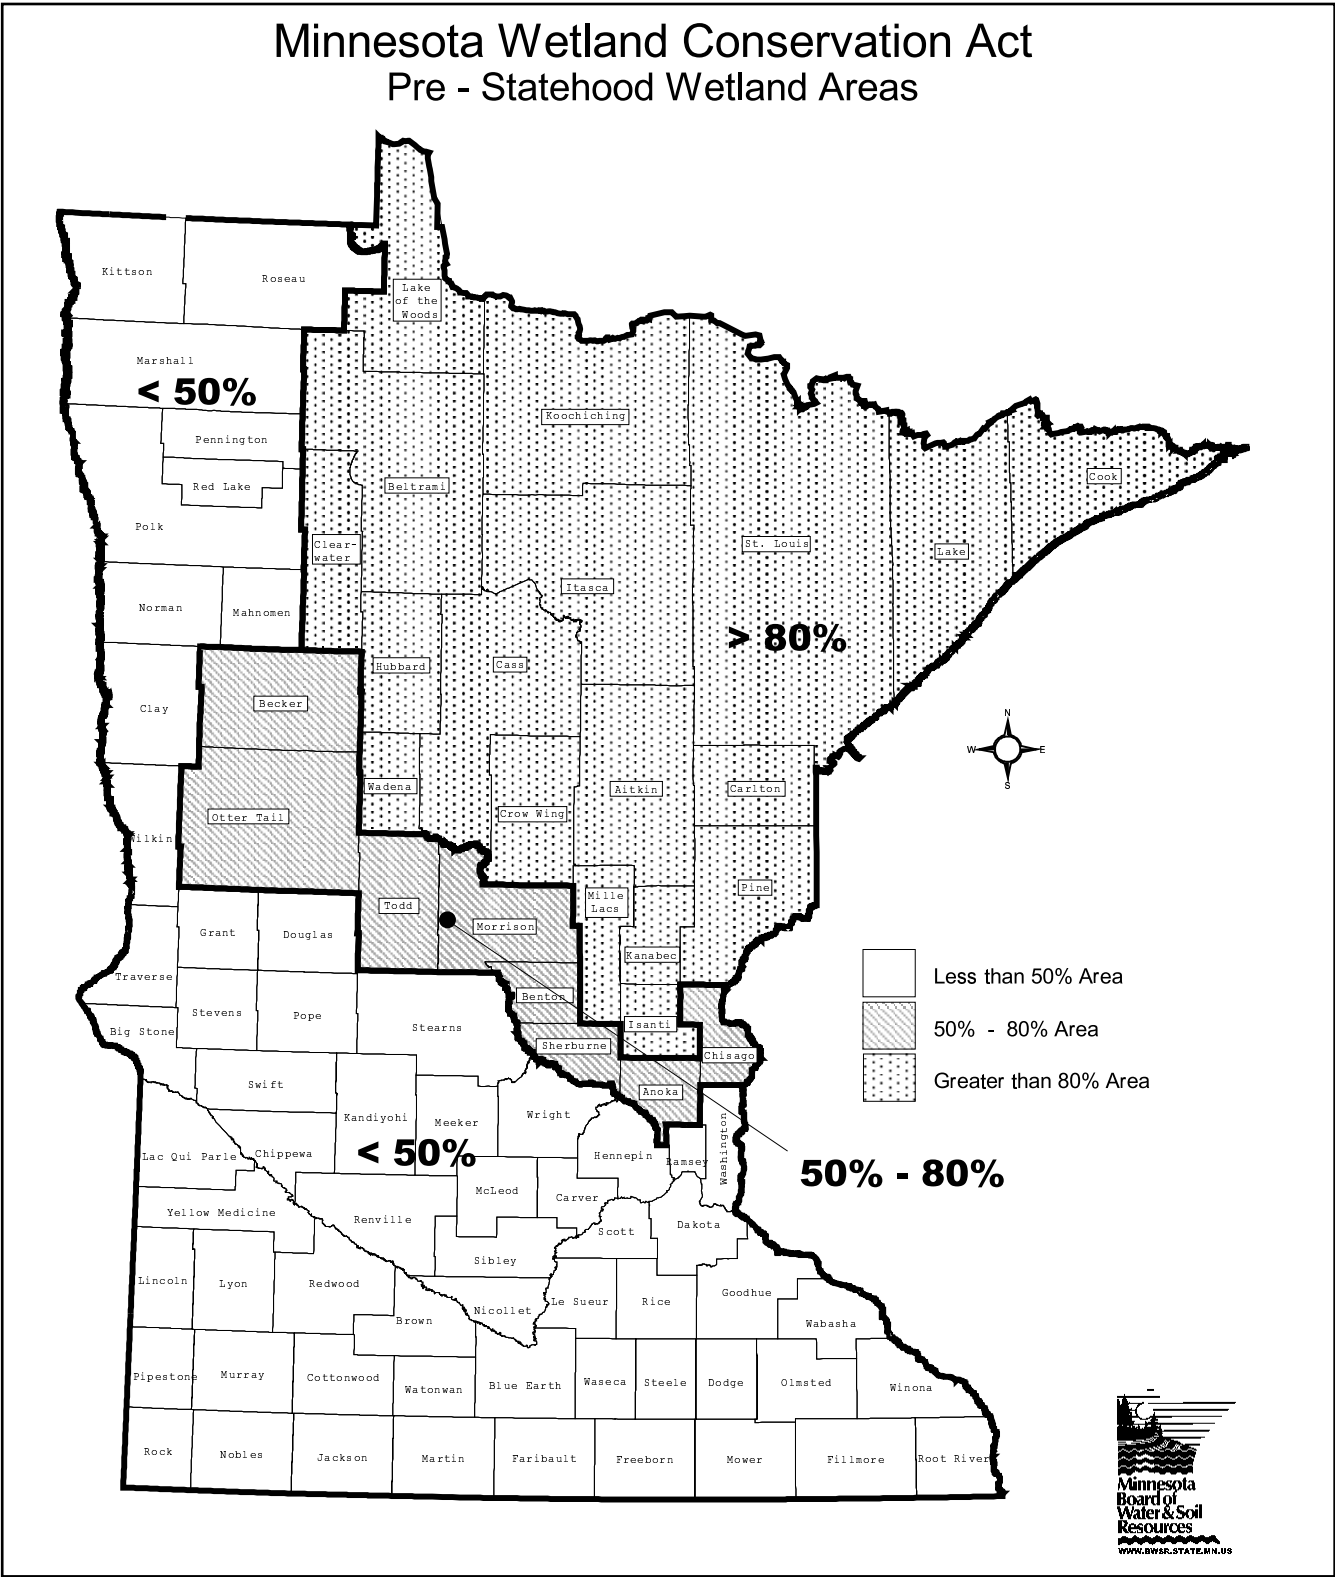 Minnesota Wetland Conservation Act
Pre - Statehood Wetland Areas
Kittson
Roseau
Lake
of the
Woods
Marshall
< 50%
Koochiching
Pennington
Red Lake
Beltrami
Cook
Polk
Clear-
water
St. Louis
Lake
Itasca
Norman
Mahnomen
> 80%
Hubbard
Cass
Becker
Clay
N
W
E
S
Wadena
Aitkin
Carlton
Otter Tail
Crow Wing
Wilkin
Pine
Mille
Lacs
Todd
Morrison
Grant
Douglas
Kanabec
Traverse
Benton
Stevens
Pope
Stearns
Isanti
Big Stone
Sherburne
Chisago
Less than 50% Area
50% - 80% Area
Greater than 80% Area
Swift
Anoka
Kandiyohi
Meeker
Wright
Washington
Lac Qui Parle
Chippewa
< 50%
Hennepin
Ramsey
50% - 80%
McLeod
Carver
Yellow Medicine
Renville
Scott
Dakota
Sibley
Lincoln
Lyon
Redwood
Nicollet
Le Sueur
Rice
Goodhue
Brown
Wabasha
Pipestone
Murray
Cottonwood
Watonwan
Blue Earth
Waseca
Steele
Dodge
Olmsted
Winona
Rock
Nobles
Jackson
Martin
Faribault
Freeborn
Mower
Fillmore
Root River
Minnesota
Board of
Water & Soil
Resources
WWW.BWSR.STATE.MN.US